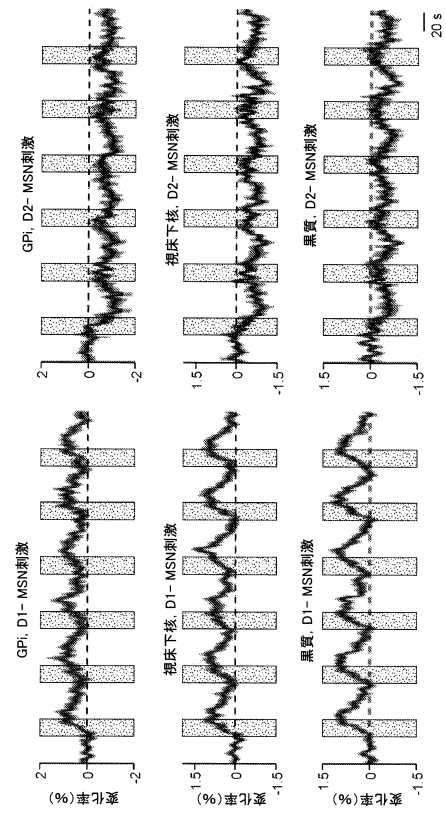 GPi, D1- MSN刺激
変化率(%)
2
0
-2
GPi, D2- MSN刺激
2
0
-2
視床下核, D1- MSN刺激
変化率(%)
1.5
0
-1.5
視床下核, D2- MSN刺激
1.5
0
-1.5
黒質, D1- MSN刺激
変化率(%)
1.5
0
-1.5
黒質, D2- MSN刺激
1.5
0
-1.5
20 s